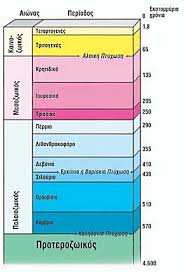 Αιώνας Περίοδος Εκατομμύρια χρόνια
0
Τεταρτογενές
1,8
Καινο-ζωικός
Τριτογενές
Αλπική Πτύχωση
65
Κρητιδικό
135
Μεσοζωικός
Ιουρασικό
205
Τριαδικό
250
Πέρμιο
290
Λιθανθρακοφόρο
355
Δεβόνιο
410
Ερκύνια ή Βαρίσκια Πτύχωση
Σιλούριο
438
Παλαιοζωικός
Ορδοβίσιο
510
Κάμβριο
570
Καληδόνια Πτύχωση
Προτεροζωικός
4.600